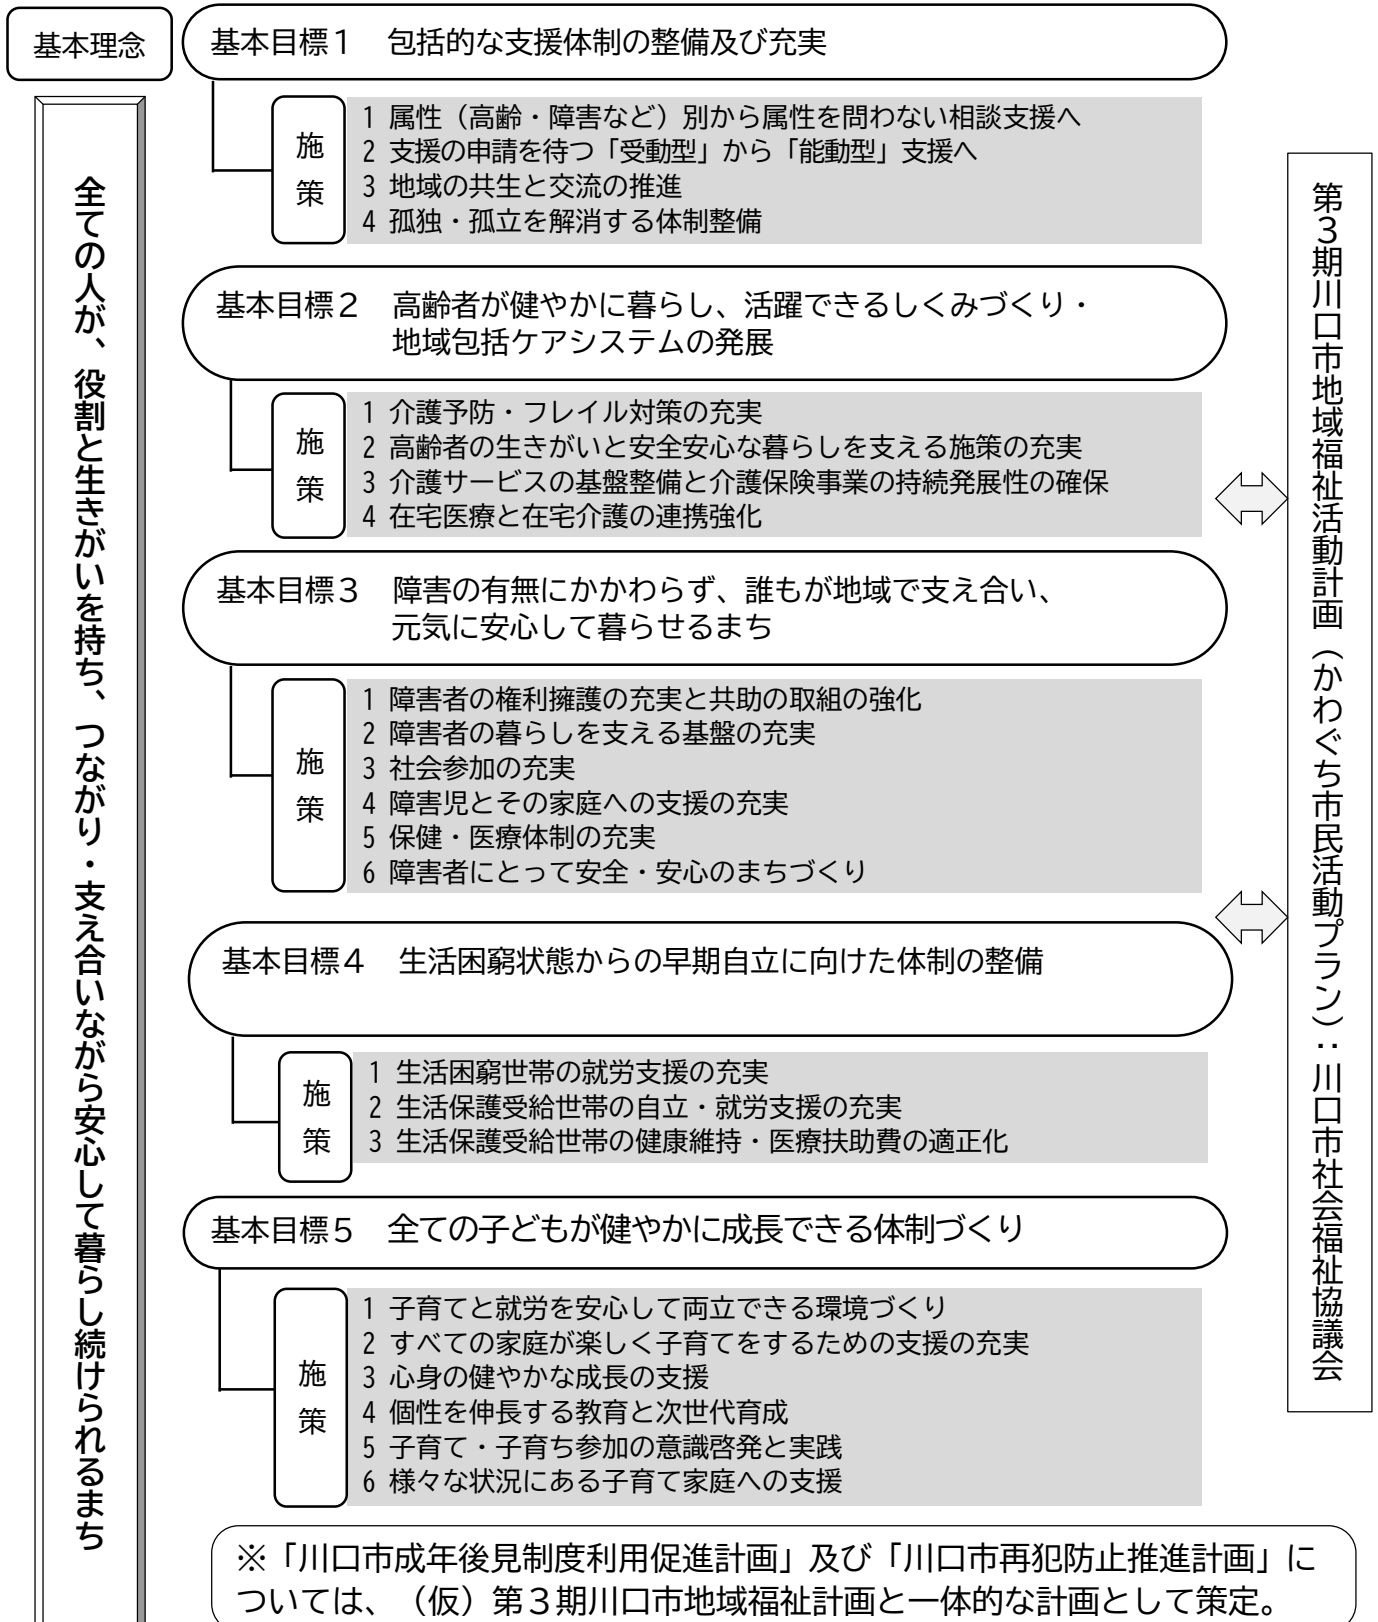 基本理念
全ての人が、役割と生きがいを持ち、つながり・支え合いながら安心して暮らし続けられるまち
基本目標１　包括的な支援体制の整備及び充実
施策
1 属性（高齢・障害など）別から属性を問わない相談支援へ
2 支援の申請を待つ「受動型」から「能動型」支援へ
3 地域の共生と交流の推進
4 孤独・孤立を解消する体制整備
基本目標２　高齢者が健やかに暮らし、活躍できるしくみづくり・
地域包括ケアシステムの発展
施策
1 介護予防・フレイル対策の充実
2 高齢者の生きがいと安全安心な暮らしを支える施策の充実
3 介護サービスの基盤整備と介護保険事業の持続発展性の確保
4 在宅医療と在宅介護の連携強化
基本目標３　障害の有無にかかわらず、誰もが地域で支え合い、
元気に安心して暮らせるまち
施策
1 障害者の権利擁護の充実と共助の取組の強化
2 障害者の暮らしを支える基盤の充実
3 社会参加の充実
4 障害児とその家庭への支援の充実
5 保健・医療体制の充実
6 障害者にとって安全・安心のまちづくり
基本目標４　生活困窮状態からの早期自立に向けた体制の整備
施策
1 生活困窮世帯の就労支援の充実
2 生活保護受給世帯の自立・就労支援の充実
3 生活保護受給世帯の健康維持・医療扶助費の適正化
基本目標５　全ての子どもが健やかに成長できる体制づくり
施策
1 子育てと就労を安心して両立できる環境づくり
2 すべての家庭が楽しく子育てをするための支援の充実
3 心身の健やかな成長の支援
4 個性を伸長する教育と次世代育成
5 子育て・子育ち参加の意識啓発と実践
6 様々な状況にある子育て家庭への支援
第３期川口市地域福祉活動計画（かわぐち市民活動プラン）：川口市社会福祉協議会
※「川口市成年後見制度利用促進計画」及び「川口市再犯防止推進計画」に
ついては、（仮）第３期川口市地域福祉計画と一体的な計画として策定。